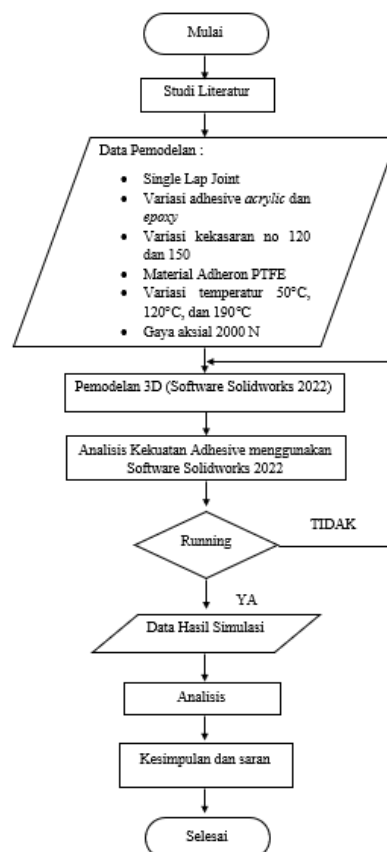 Mulai
Studi Literatur
Data Pemodelan :
• Single Lap Joint
• Variasi adhesive acrylic dan
epoxy
• Variasi kekasaran no 120
dan 150
• Material Adheron PTFE
• Variasi temperatur 50°C,
120°C, dan 190°C
• Gaya aksial 2000 N
Pemodelan 3D (Software Solidworks 2022)
Analisis Kekuatan Adhesive menggunakan
Software Solidworks 2022
Running
TIDAK
YA
Data Hasil Simulasi
Analisis
Kesimpulan dan saran
Selesai